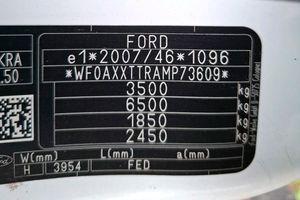 FORD
e1*2007/46*1096
*WF0AXXTTRAMP73609*
KRA
.50
3500 kg
6500 kg
1850 kg
2450 kg
W(mm) L(mm) a(mm)
H 3954 FED